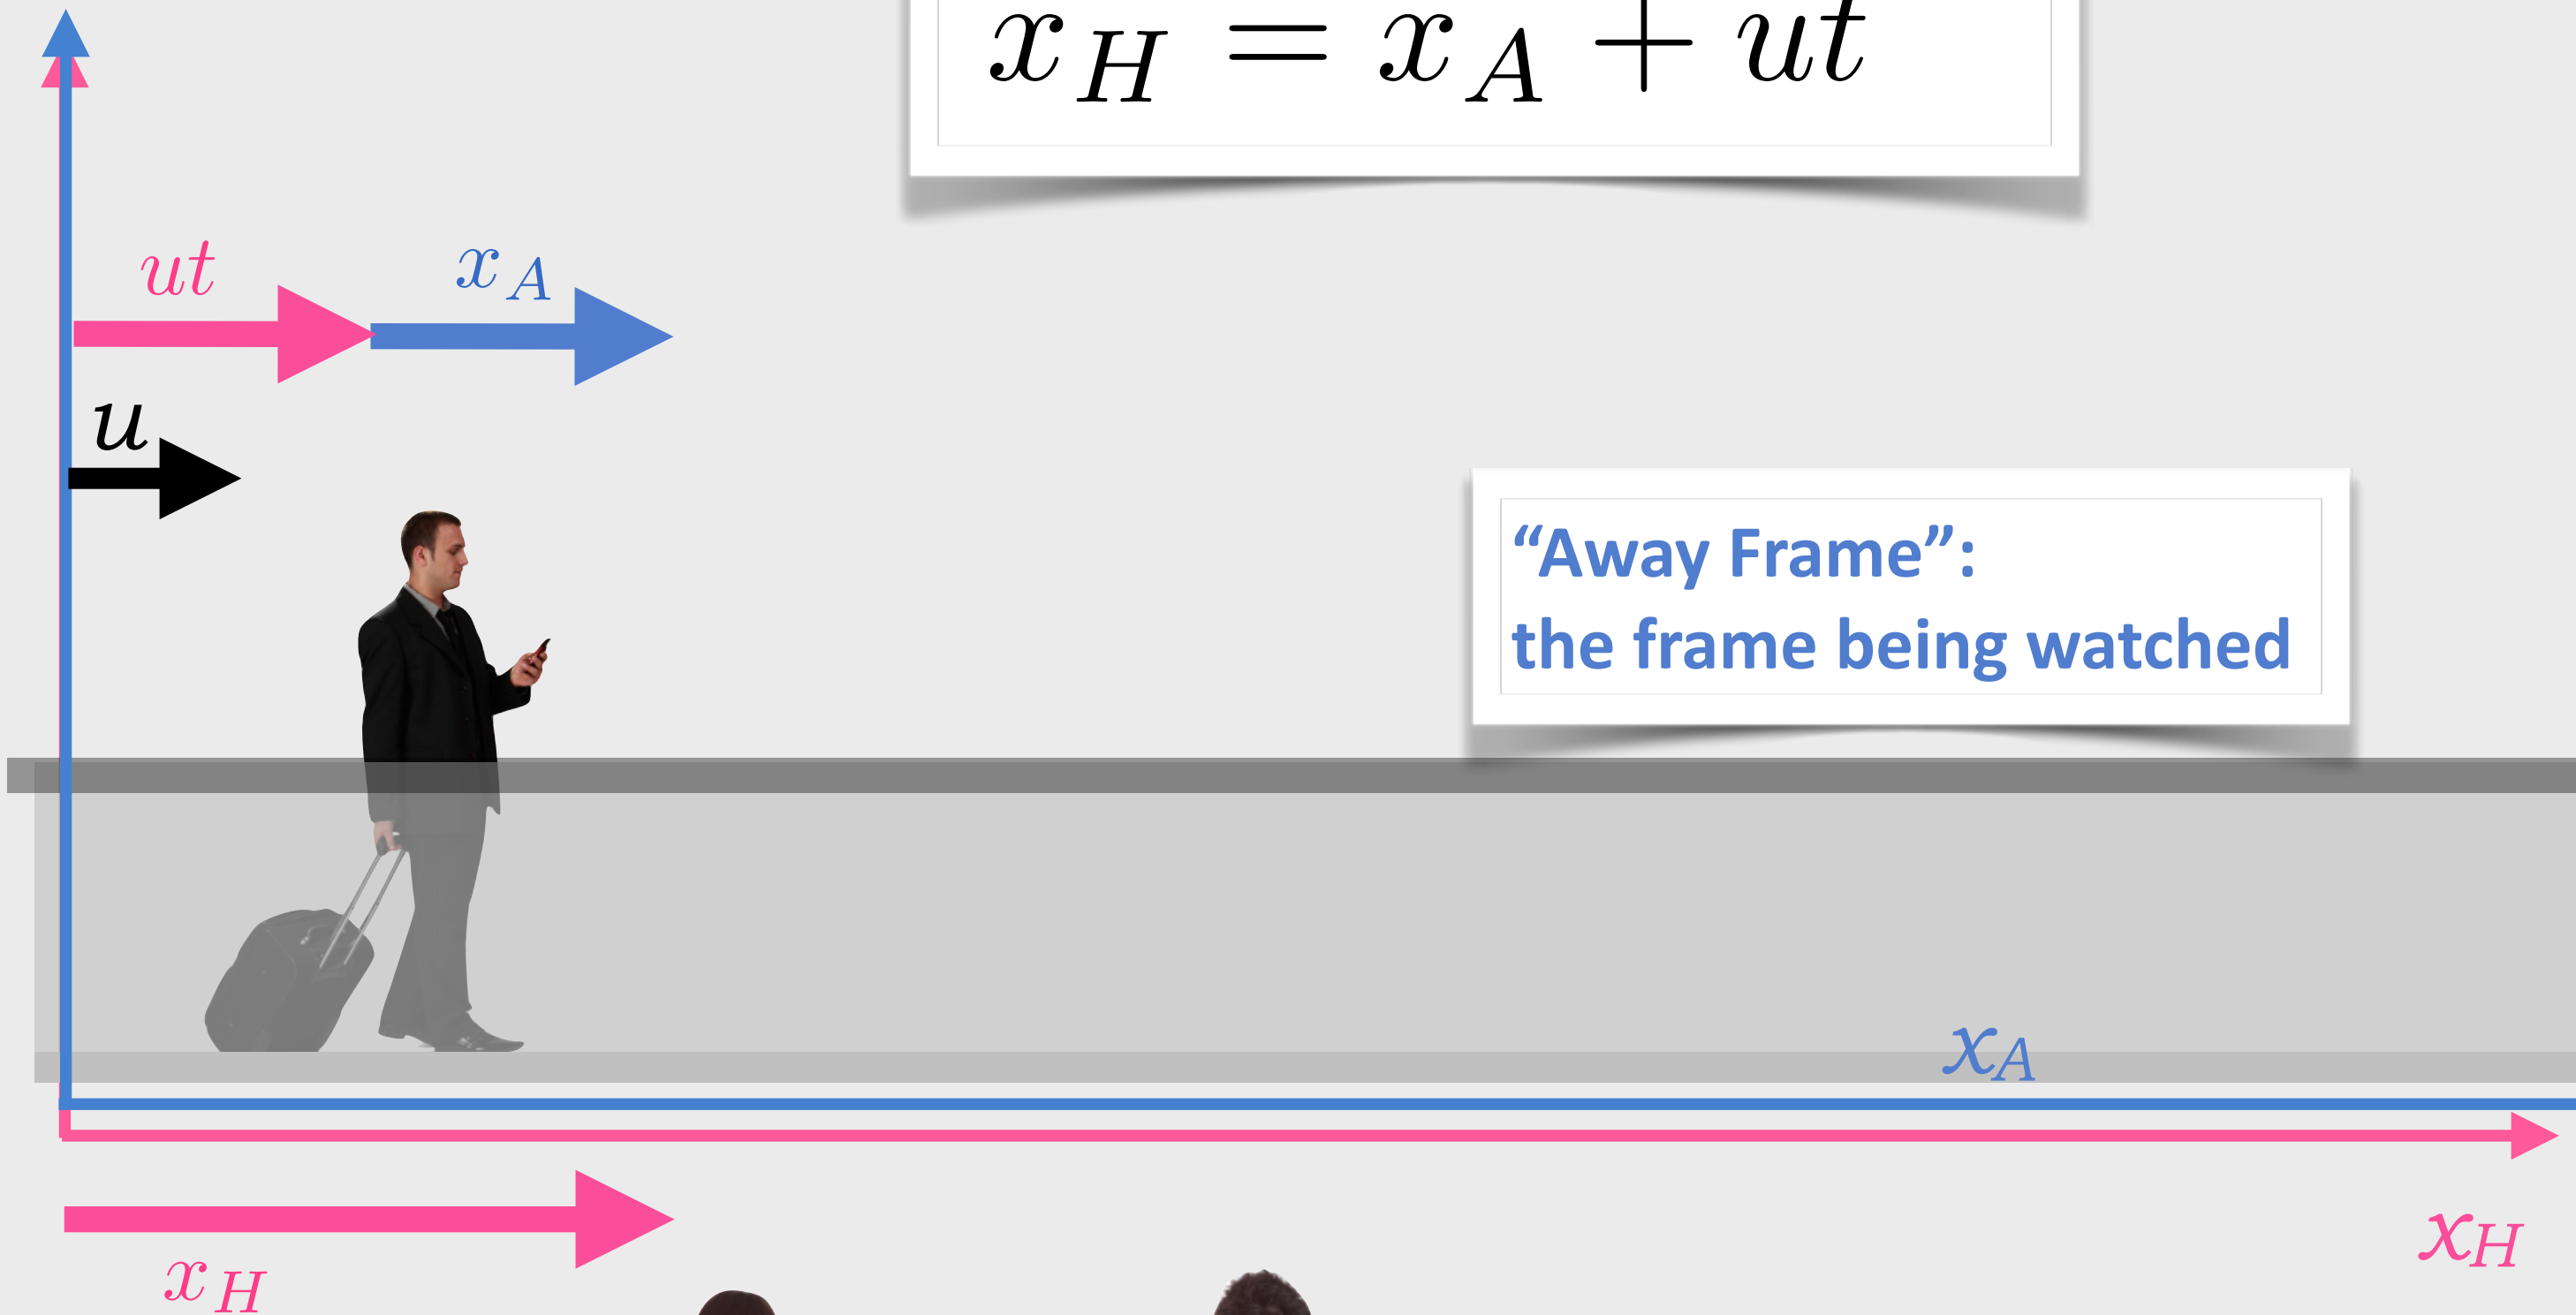 x_H = x_A + ut
ut
x_A
u
“Away Frame”:
the frame being watched
x_A
x_H
x_H